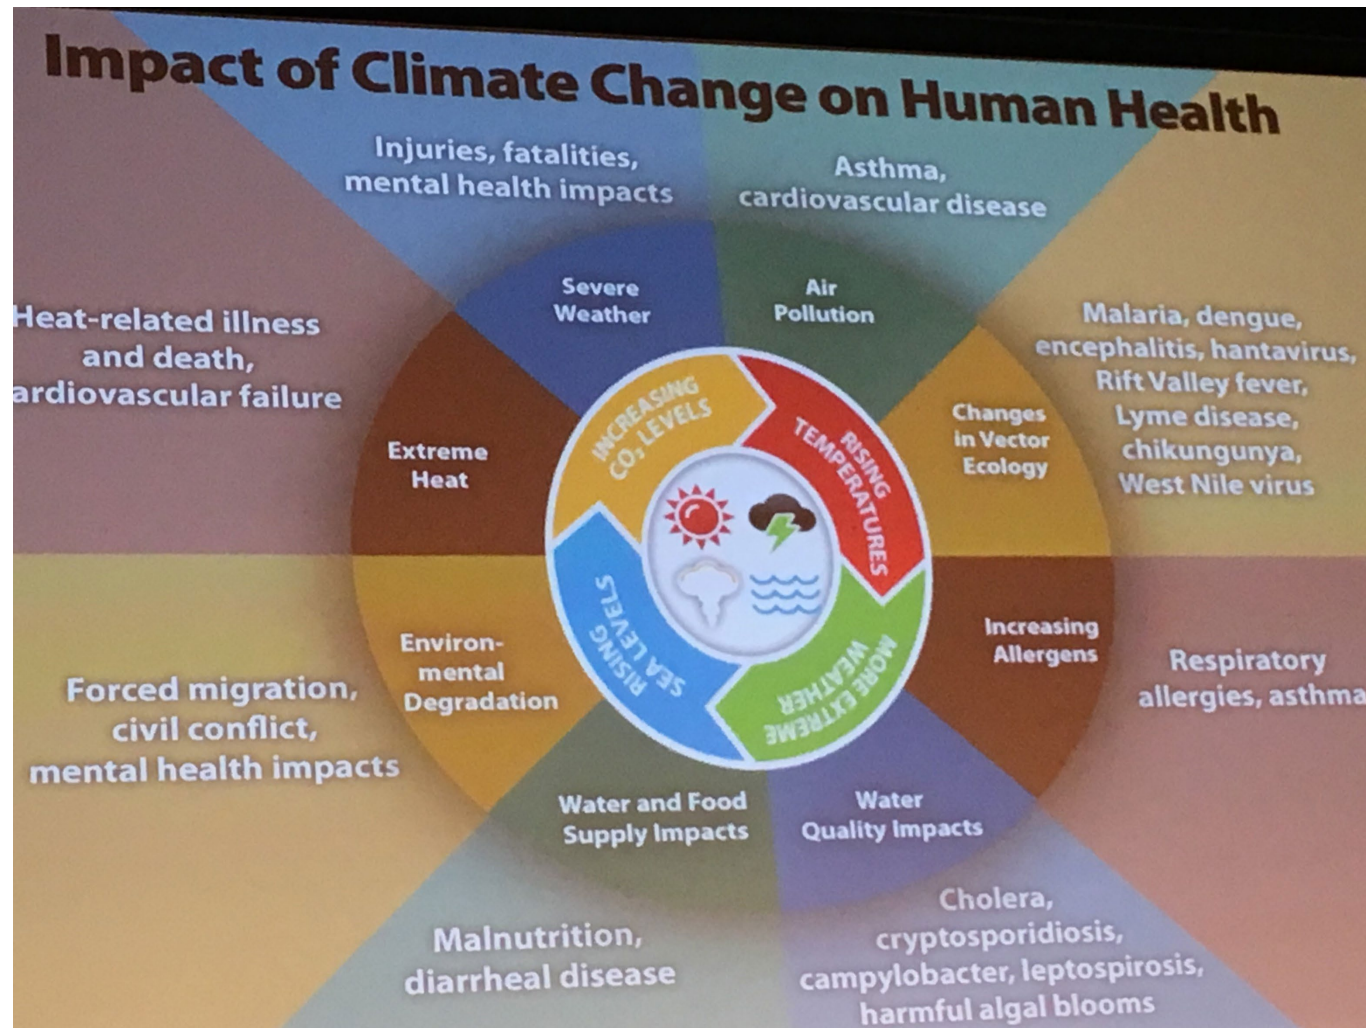 Impact of Climate Change on Human Health
Injuries, fatalities,
mental health impacts
Asthma,
cardiovascular disease
Severe
Weather
Air
Pollution
Heat-related illness
and death,
ardiovascular failure
Malaria, dengue,
encephalitis, hantavirus,
Rift Valley fever,
Lyme disease,
chikungunya,
West Nile virus
Extreme
Heat
Changes
in Vector
Ecology
INCREASING
CO₂ LEVELS
RISING
TEMPERATURES
MORE EXTREME
WEATHER
RISING
SEA LEVELS
Environ-
mental
Degradation
Increasing
Allergens
Forced migration,
civil conflict,
mental health impacts
Respiratory
allergies, asthma
Water and Food
Supply Impacts
Water
Quality Impacts
Malnutrition,
diarrheal disease
Cholera,
cryptosporidiosis,
campylobacter, leptospirosis,
harmful algal blooms